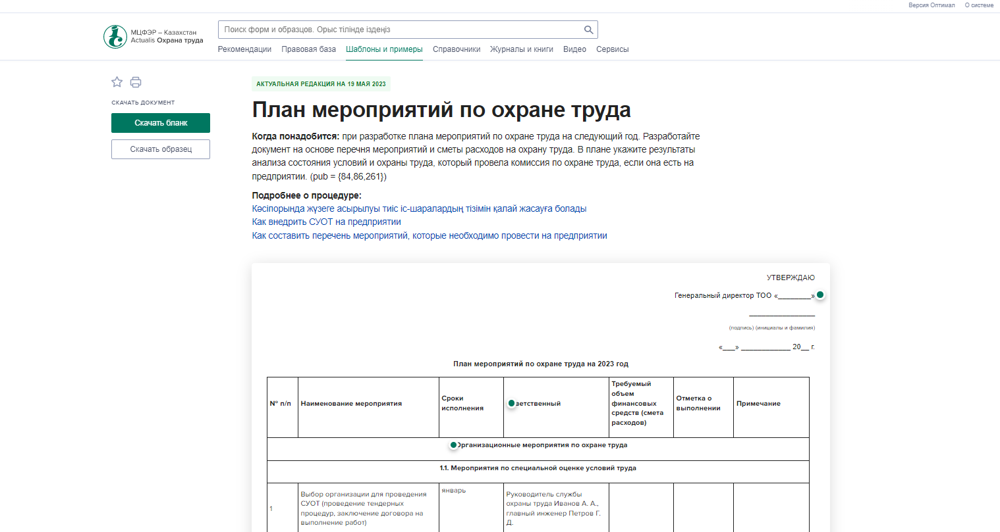 Версия Оптимал О системе
МЦФЭР – Казахстан
Actualis Охрана труда
Поиск форм и образцов. Орыс тілінде іздеңіз
Рекомендации Правовая база Шаблоны и примеры Справочники Журналы и книги Видео Сервисы
СКАЧАТЬ ДОКУМЕНТ
Скачать бланк
Скачать образец
АКТУАЛЬНАЯ РЕДАКЦИЯ НА 19 МАЯ 2023
План мероприятий по охране труда
Когда понадобится: при разработке плана мероприятий по охране труда на следующий год. Разработайте
документ на основе перечня мероприятий и сметы расходов на охрану труда. В плане укажите результаты
анализа состояния условий и охраны труда, который провела комиссия по охране труда, если она есть на
предприятии. (pub = {84,86,261})
Подробнее о процедуре:
Кәсіпорында жүзеге асырылуы тиіс іс-шаралардың тізімін қалай жасауға болады
Как внедрить СУОТ на предприятии
Как составить перечень мероприятий, которые необходимо провести на предприятии
УТВЕРЖДАЮ
Генеральный директор ТОО «________»
________________
(подпись) (инициалы и фамилия)
«___» ____________ 20__ г.
План мероприятий по охране труда на 2023 год
№ п/п
Наименование мероприятия
Сроки
исполнения
ветственный
Требуемый
объем
финансовых
средств (смета
расходов)
Отметка о
выполнении
Примечание
Организационные мероприятия по охране труда
1.1. Мероприятия по специальной оценке условий труда
1
Выбор организации для проведения
СУОТ (проведение тендерных
процедур, заключение договора на
выполнение работ)
январь
Руководитель службы
охраны труда Иванов А. А.,
главный инженер Петров Г.
Д.